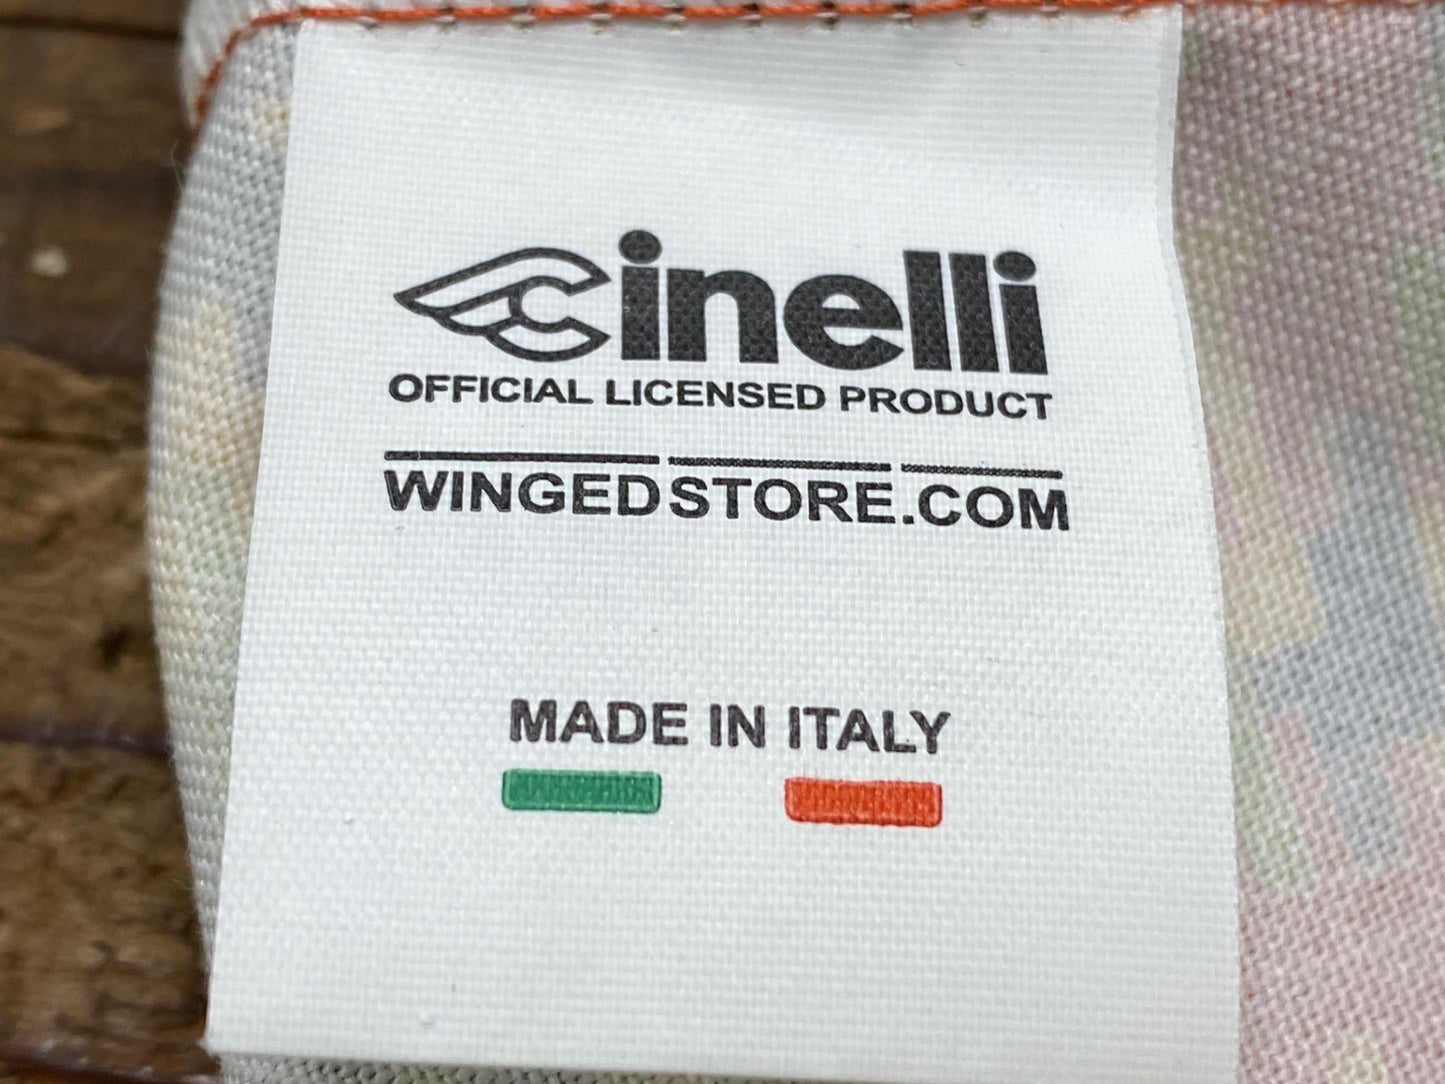 Cinelli
OFFICIAL LICENSED PRODUCT
WINGEDSTORE.COM
MADE IN ITALY